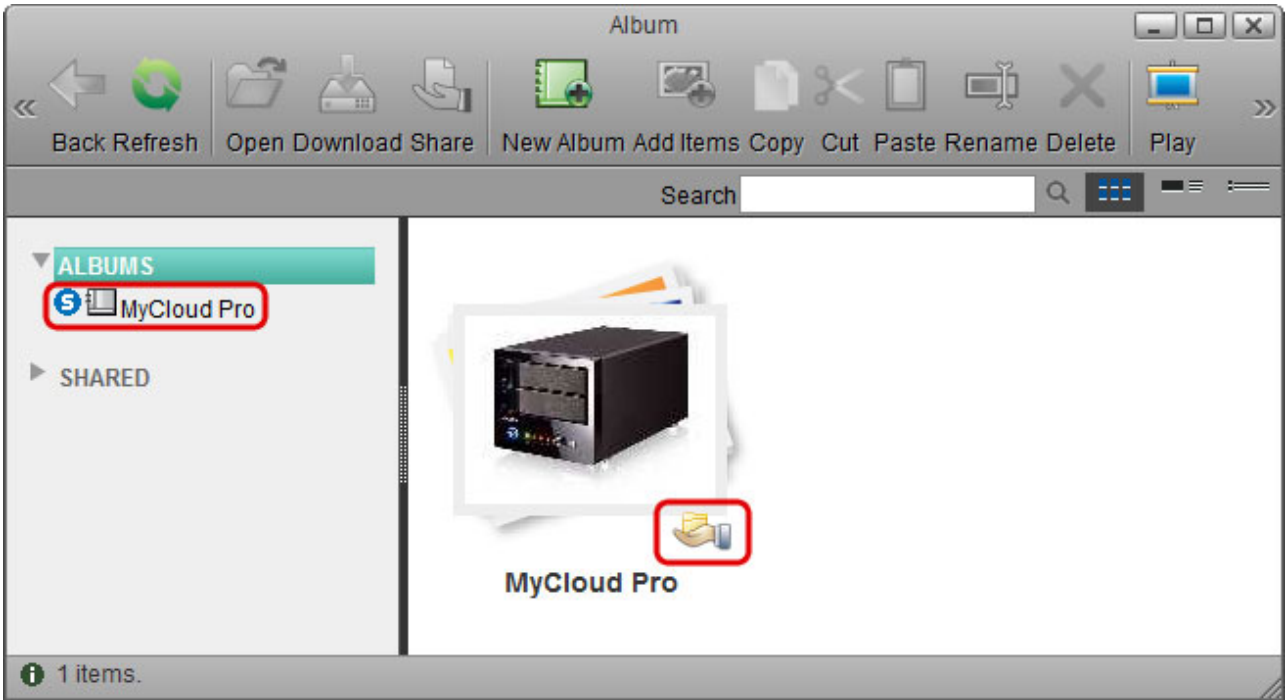 Album
Back Refresh Open Download Share New Album Add Items Copy Cut Paste Rename Delete Play
Search
ALBUMS
S MyCloud Pro
SHARED
MyCloud Pro
1 items.